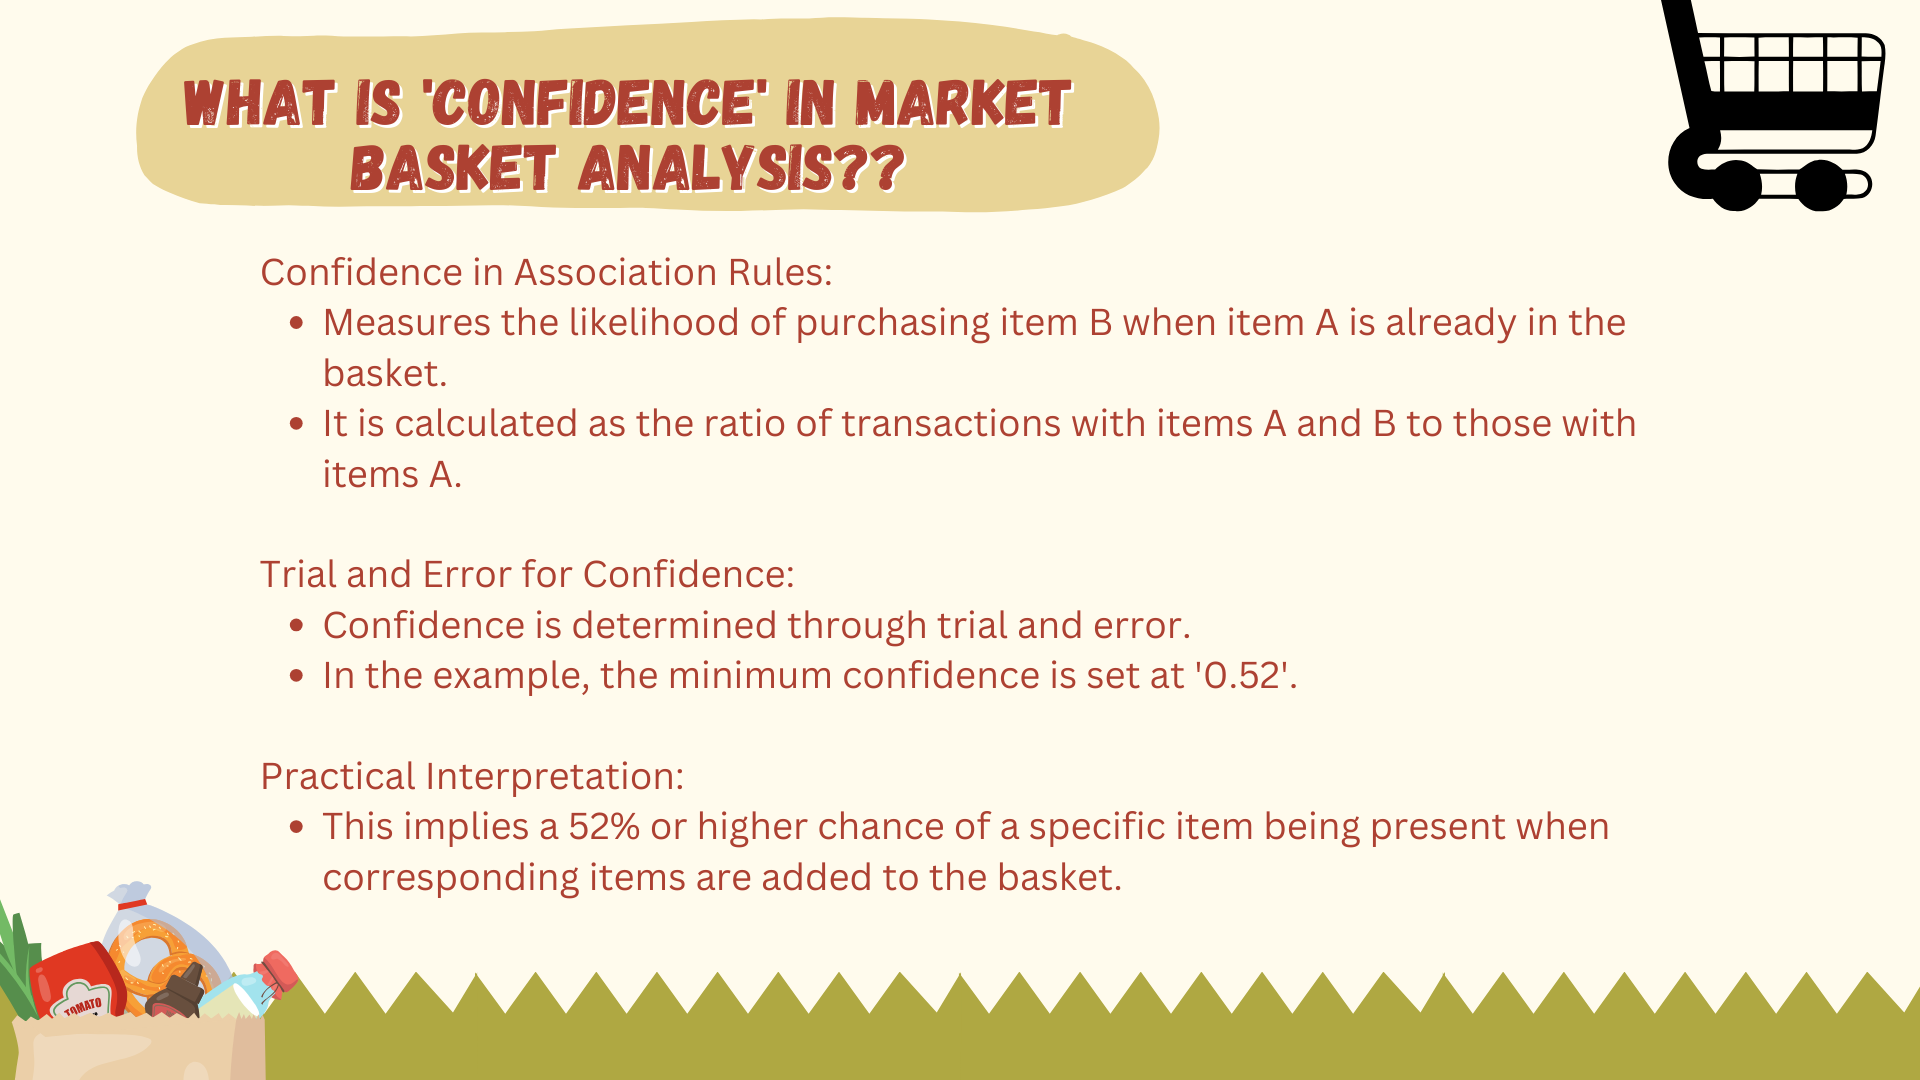 WHAT IS 'CONFIDENCE' IN MARKET
BASKET ANALYSIS??
Confidence in Association Rules:
• Measures the likelihood of purchasing item B when item A is already in the
basket.
• It is calculated as the ratio of transactions with items A and B to those with
items A.
Trial and Error for Confidence:
• Confidence is determined through trial and error.
• In the example, the minimum confidence is set at '0.52'.
Practical Interpretation:
• This implies a 52% or higher chance of a specific item being present when
corresponding items are added to the basket.
TOMATO